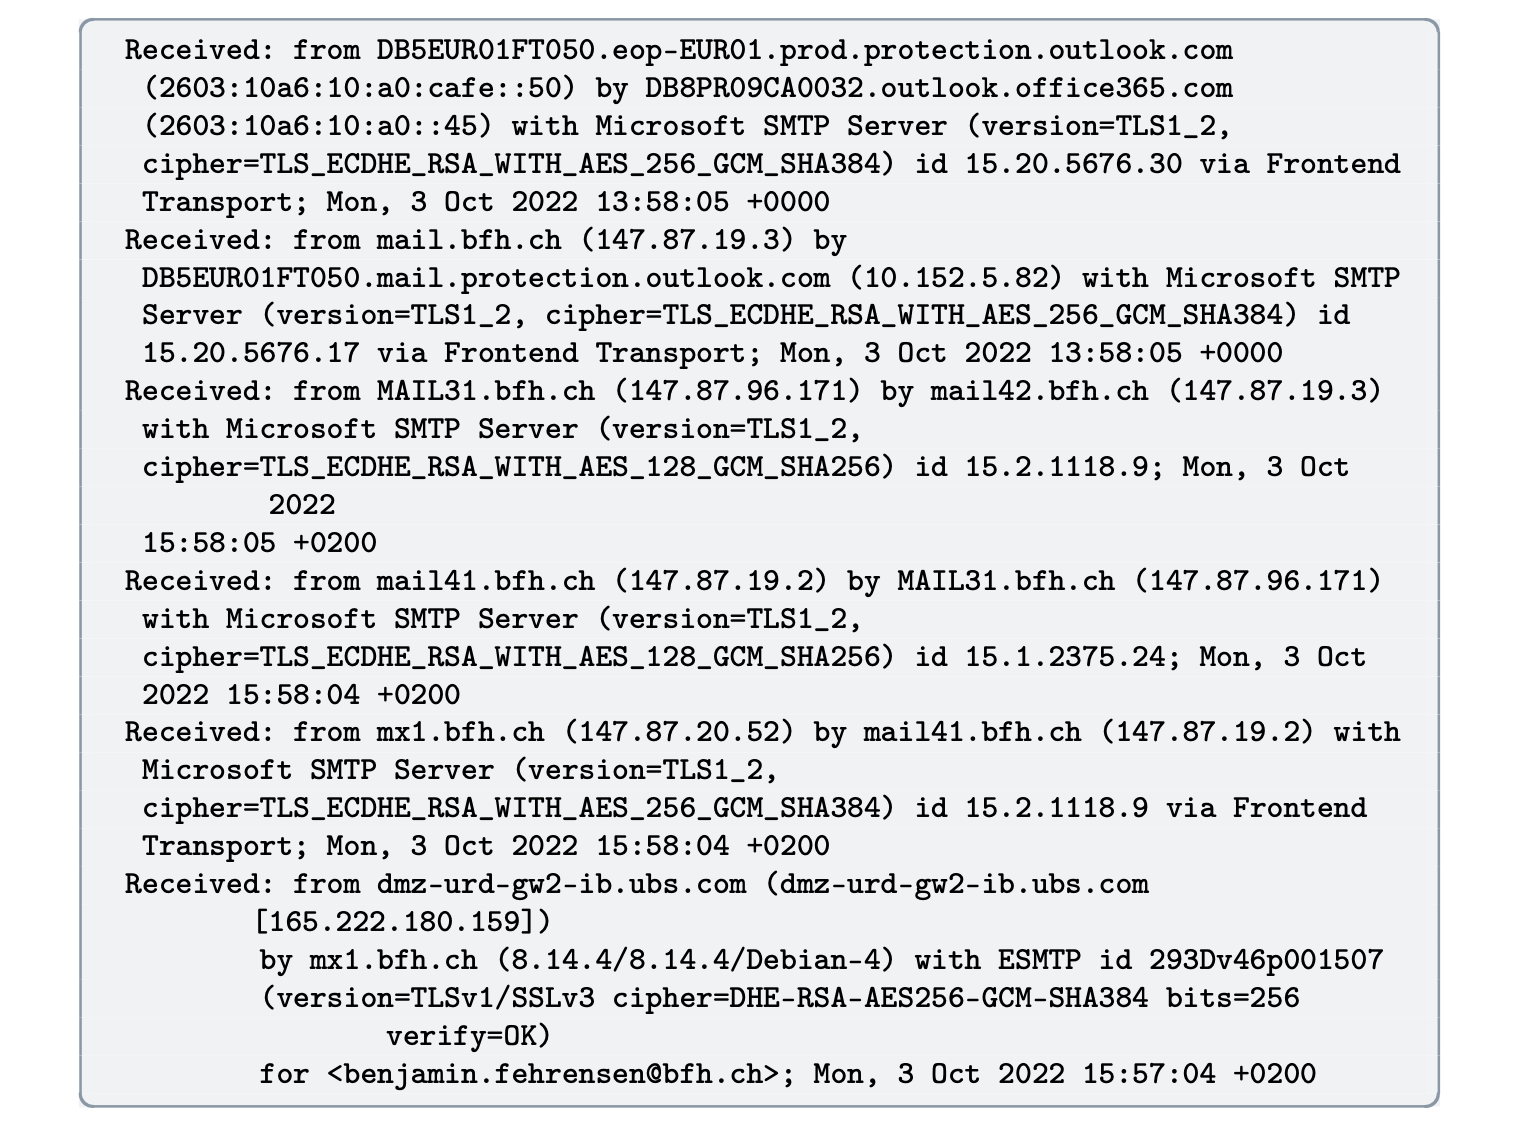 Received: from DB5EUR01FT050.eop-EUR01.prod.protection.outlook.com
(2603:10a6:10:a0:cafe::50) by DB8PR09CA0032.outlook.office365.com
(2603:10a6:10:a0::45) with Microsoft SMTP Server (version=TLS1_2,
cipher=TLS_ECDHE_RSA_WITH_AES_256_GCM_SHA384) id 15.20.5676.30 via Frontend
Transport; Mon, 3 Oct 2022 13:58:05 +0000
Received: from mail.bfh.ch (147.87.19.3) by
DB5EUR01FT050.mail.protection.outlook.com (10.152.5.82) with Microsoft SMTP
Server (version=TLS1_2, cipher=TLS_ECDHE_RSA_WITH_AES_256_GCM_SHA384) id
15.20.5676.17 via Frontend Transport; Mon, 3 Oct 2022 13:58:05 +0000
Received: from MAIL31.bfh.ch (147.87.96.171) by mail42.bfh.ch (147.87.19.3)
with Microsoft SMTP Server (version=TLS1_2,
cipher=TLS_ECDHE_RSA_WITH_AES_128_GCM_SHA256) id 15.2.1118.9; Mon, 3 Oct
2022
15:58:05 +0200
Received: from mail41.bfh.ch (147.87.19.2) by MAIL31.bfh.ch (147.87.96.171)
with Microsoft SMTP Server (version=TLS1_2,
cipher=TLS_ECDHE_RSA_WITH_AES_128_GCM_SHA256) id 15.1.2375.24; Mon, 3 Oct
2022 15:58:04 +0200
Received: from mx1.bfh.ch (147.87.20.52) by mail41.bfh.ch (147.87.19.2) with
Microsoft SMTP Server (version=TLS1_2,
cipher=TLS_ECDHE_RSA_WITH_AES_256_GCM_SHA384) id 15.2.1118.9 via Frontend
Transport; Mon, 3 Oct 2022 15:58:04 +0200
Received: from dmz-urd-gw2-ib.ubs.com (dmz-urd-gw2-ib.ubs.com
[165.222.180.159])
by mx1.bfh.ch (8.14.4/8.14.4/Debian-4) with ESMTP id 293Dv46p001507
(version=TLSv1/SSLv3 cipher=DHE-RSA-AES256-GCM-SHA384 bits=256
verify=OK)
for <benjamin.fehrensen@bfh.ch>; Mon, 3 Oct 2022 15:57:04 +0200